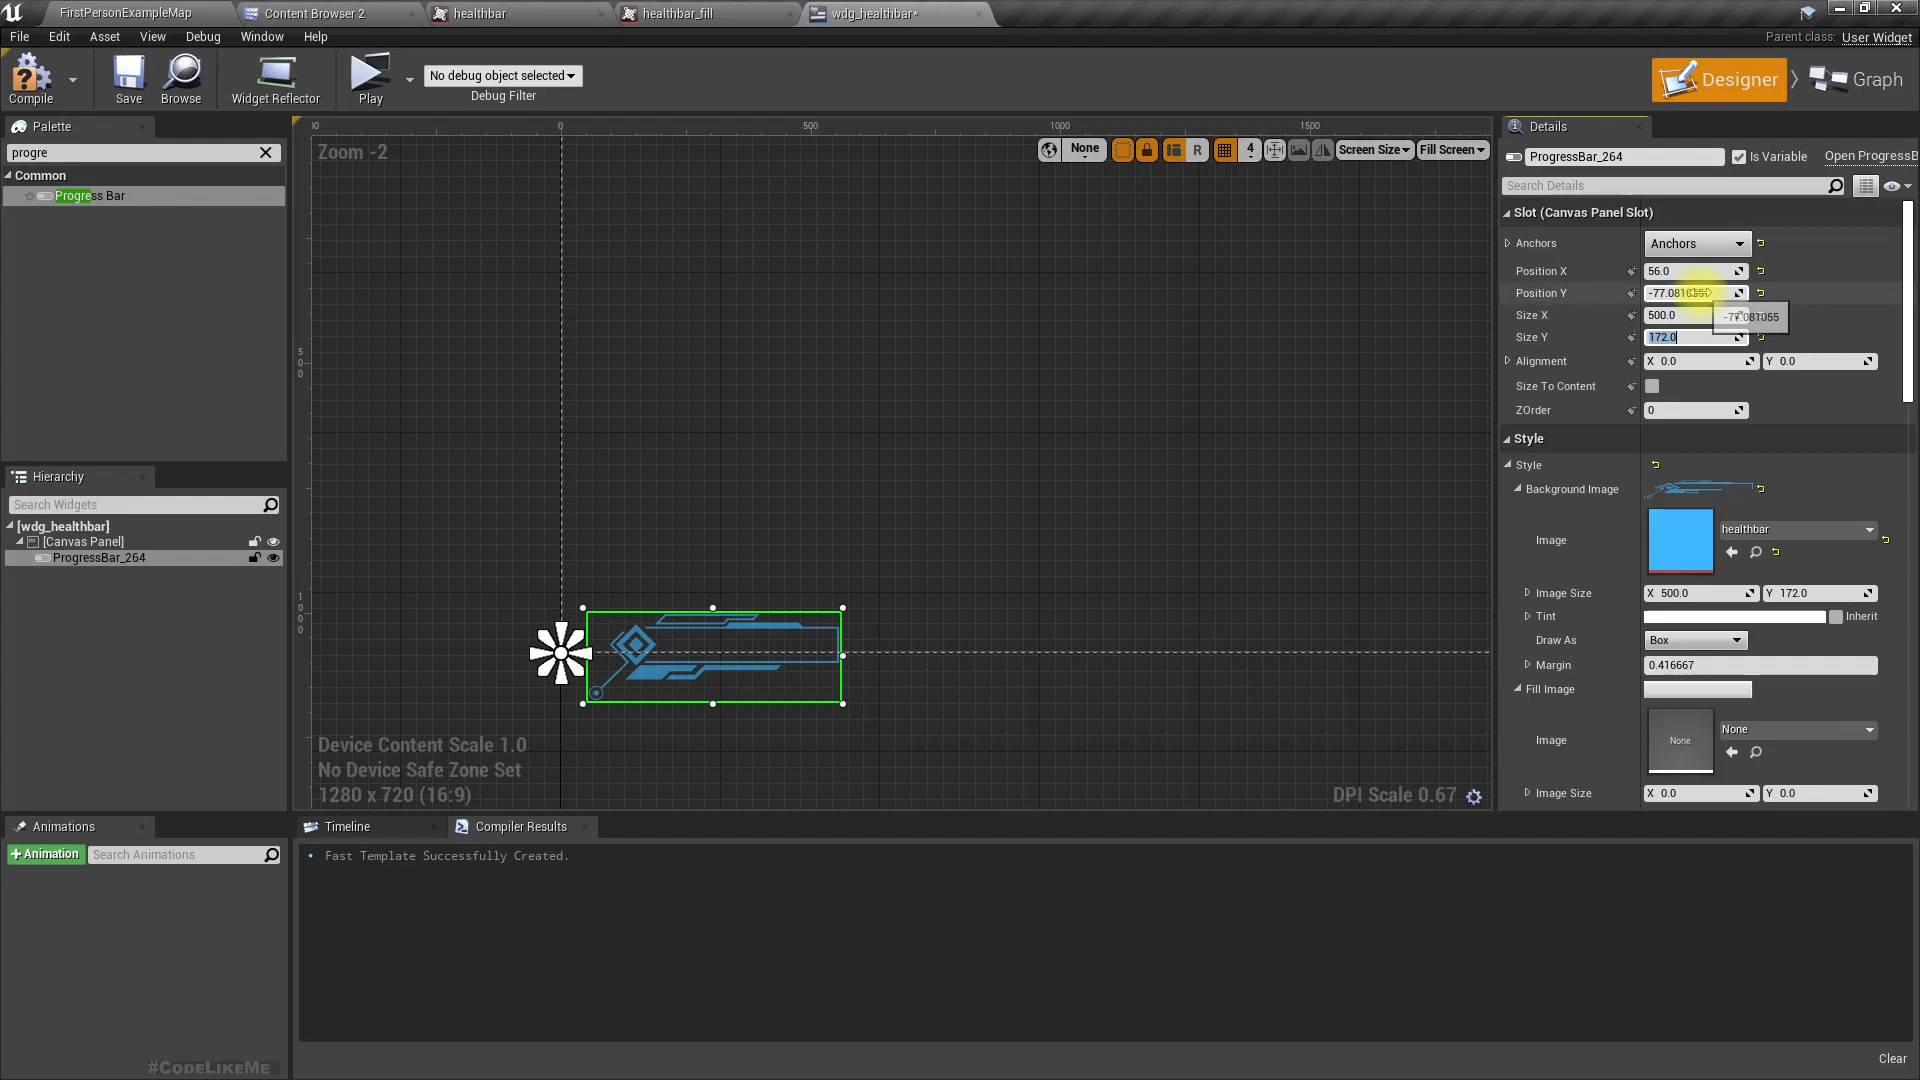 FirstPersonExampleMap
Content Browser 2
healthbar
healthbar_fill
wdg_healthbar*
File
Edit
Asset
View
Debug
Window
Help
Parent class:
User Widget
Compile
Save
Browse
Widget Reflector
Play
No debug object selected
Debug Filter
Designer
Graph
Palette
progre
Common
Progress Bar
Hierarchy
Search Widgets
[wdg_healthbar]
[Canvas Panel]
ProgressBar_264
Animations
+ Animation
Search Animations
#CodeLikeMe
0
500
1000
1500
Zoom -2
None
R
4
Screen Size
Fill Screen
500
1000
Device Content Scale 1.0
No Device Safe Zone Set
1280 x 720 (16:9)
DPI Scale 0.67
Timeline
Compiler Results
Fast Template Successfully Created.
Clear
Details
ProgressBar_264
Is Variable
Open ProgressB
Search Details
Slot (Canvas Panel Slot)
Anchors
Anchors
Position X
56.0
Position Y
-77.081055
Size X
500.0
Size Y
172.0
Alignment
X 0.0
Y 0.0
Size To Content
ZOrder
0
Style
Style
Background Image
Image
healthbar
Image Size
X 500.0
Y 172.0
Tint
Inherit
Draw As
Box
Margin
0.416667
Fill Image
Image
None
None
Image Size
X 0.0
Y 0.0